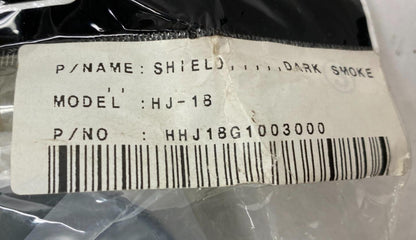 P/NAME: SHIELD,,,,,DARK SMOKE
,,
MODEL :HJ-18
P/NO : HHJ18G1003000